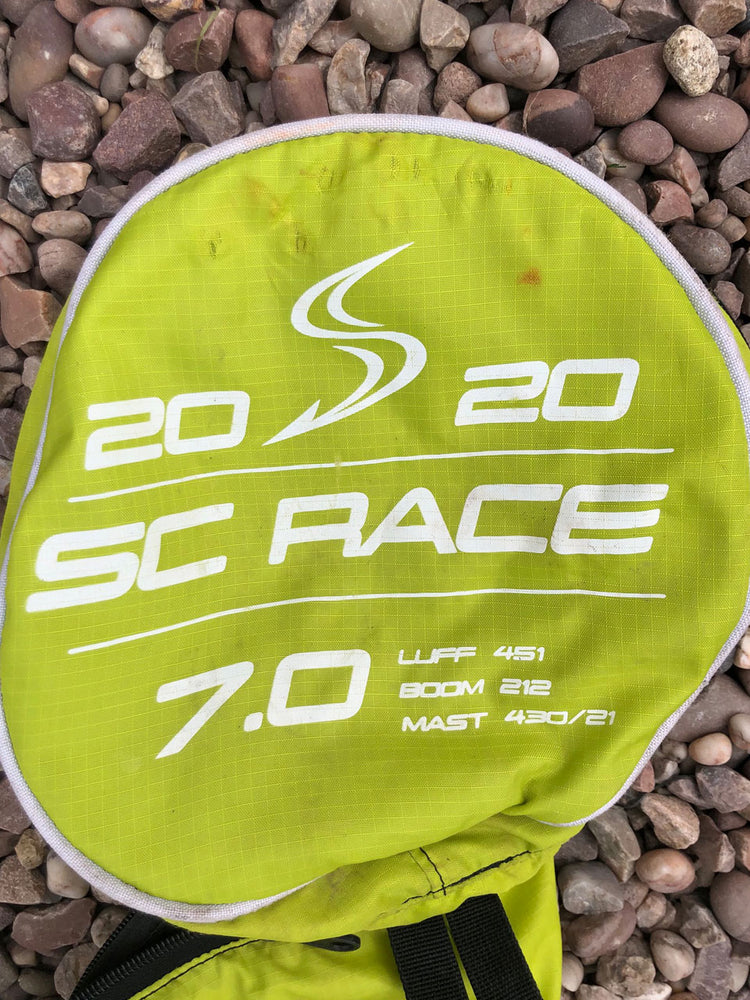 20 20
SC RACE
7.0
LUFF 451
BOOM 212
MAST 430/21